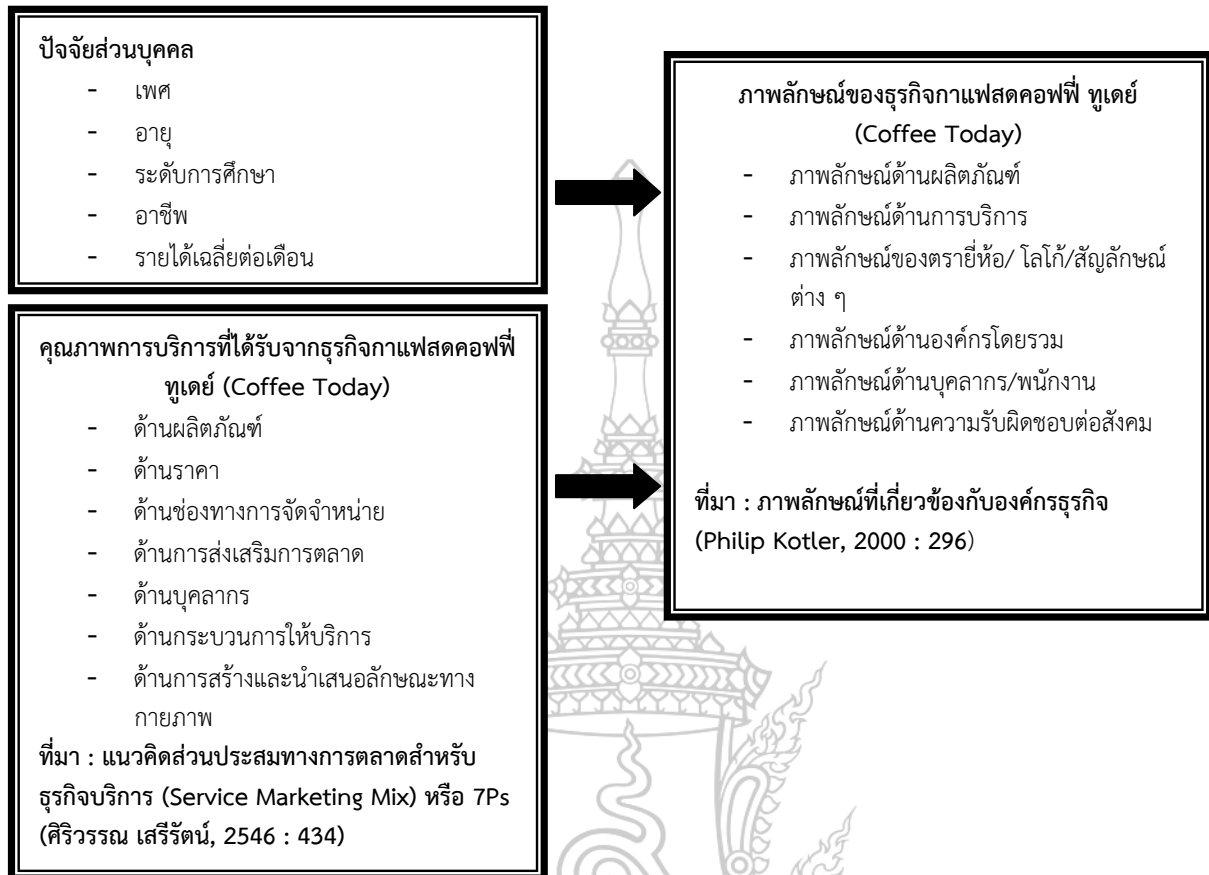 ปัจจัยส่วนบุคคล
- เพศ
- อายุ
- ระดับการศึกษา
- อาชีพ
- รายได้เฉลี่ยต่อเดือน
คุณภาพการบริการที่ได้รับจากธุรกิจกาแฟสดคอฟฟี่
ทูเดย์ (Coffee Today)
- ด้านผลิตภัณฑ์
- ด้านราคา
- ด้านช่องทางการจัดจำหน่าย
- ด้านการส่งเสริมการตลาด
- ด้านบุคลากร
- ด้านกระบวนการให้บริการ
- ด้านการสร้างและนำเสนอลักษณะทาง
กายภาพ
ที่มา : แนวคิดส่วนประสมทางการตลาดสำหรับ
ธุรกิจบริการ (Service Marketing Mix) หรือ 7Ps
(ศิริวรรณ เสรีรัตน์, 2546 : 434)
ภาพลักษณ์ของธุรกิจกาแฟสดคอฟฟี่ ทูเดย์
(Coffee Today)
- ภาพลักษณ์ด้านผลิตภัณฑ์
- ภาพลักษณ์ด้านการบริการ
- ภาพลักษณ์ของตรายี่ห้อ/ โลโก้/สัญลักษณ์
ต่าง ๆ
- ภาพลักษณ์ด้านองค์กรโดยรวม
- ภาพลักษณ์ด้านบุคลากร/พนักงาน
- ภาพลักษณ์ด้านความรับผิดชอบต่อสังคม
ที่มา : ภาพลักษณ์ที่เกี่ยวข้องกับองค์กรธุรกิจ
(Philip Kotler, 2000 : 296)